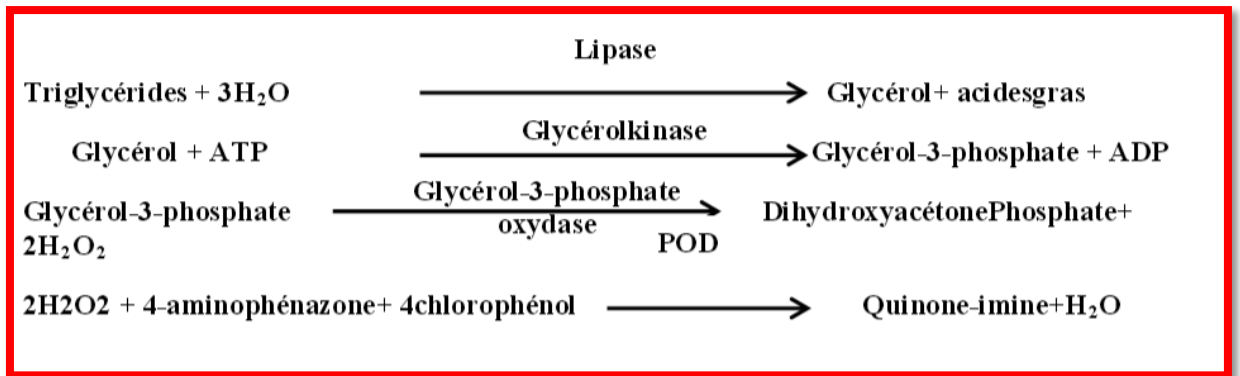 Lipase
Triglycérides + 3H₂O Glycérol+ acidesgras
Glycérolkinase
Glycérol + ATP Glycérol-3-phosphate + ADP
Glycérol-3-phosphate
Glycérol-3-phosphate DihydroxyacétonePhosphate+
oxydase
2H₂O₂ POD
2H2O2 + 4-aminophénazone+ 4chlorophénol Quinone-imine+H₂O